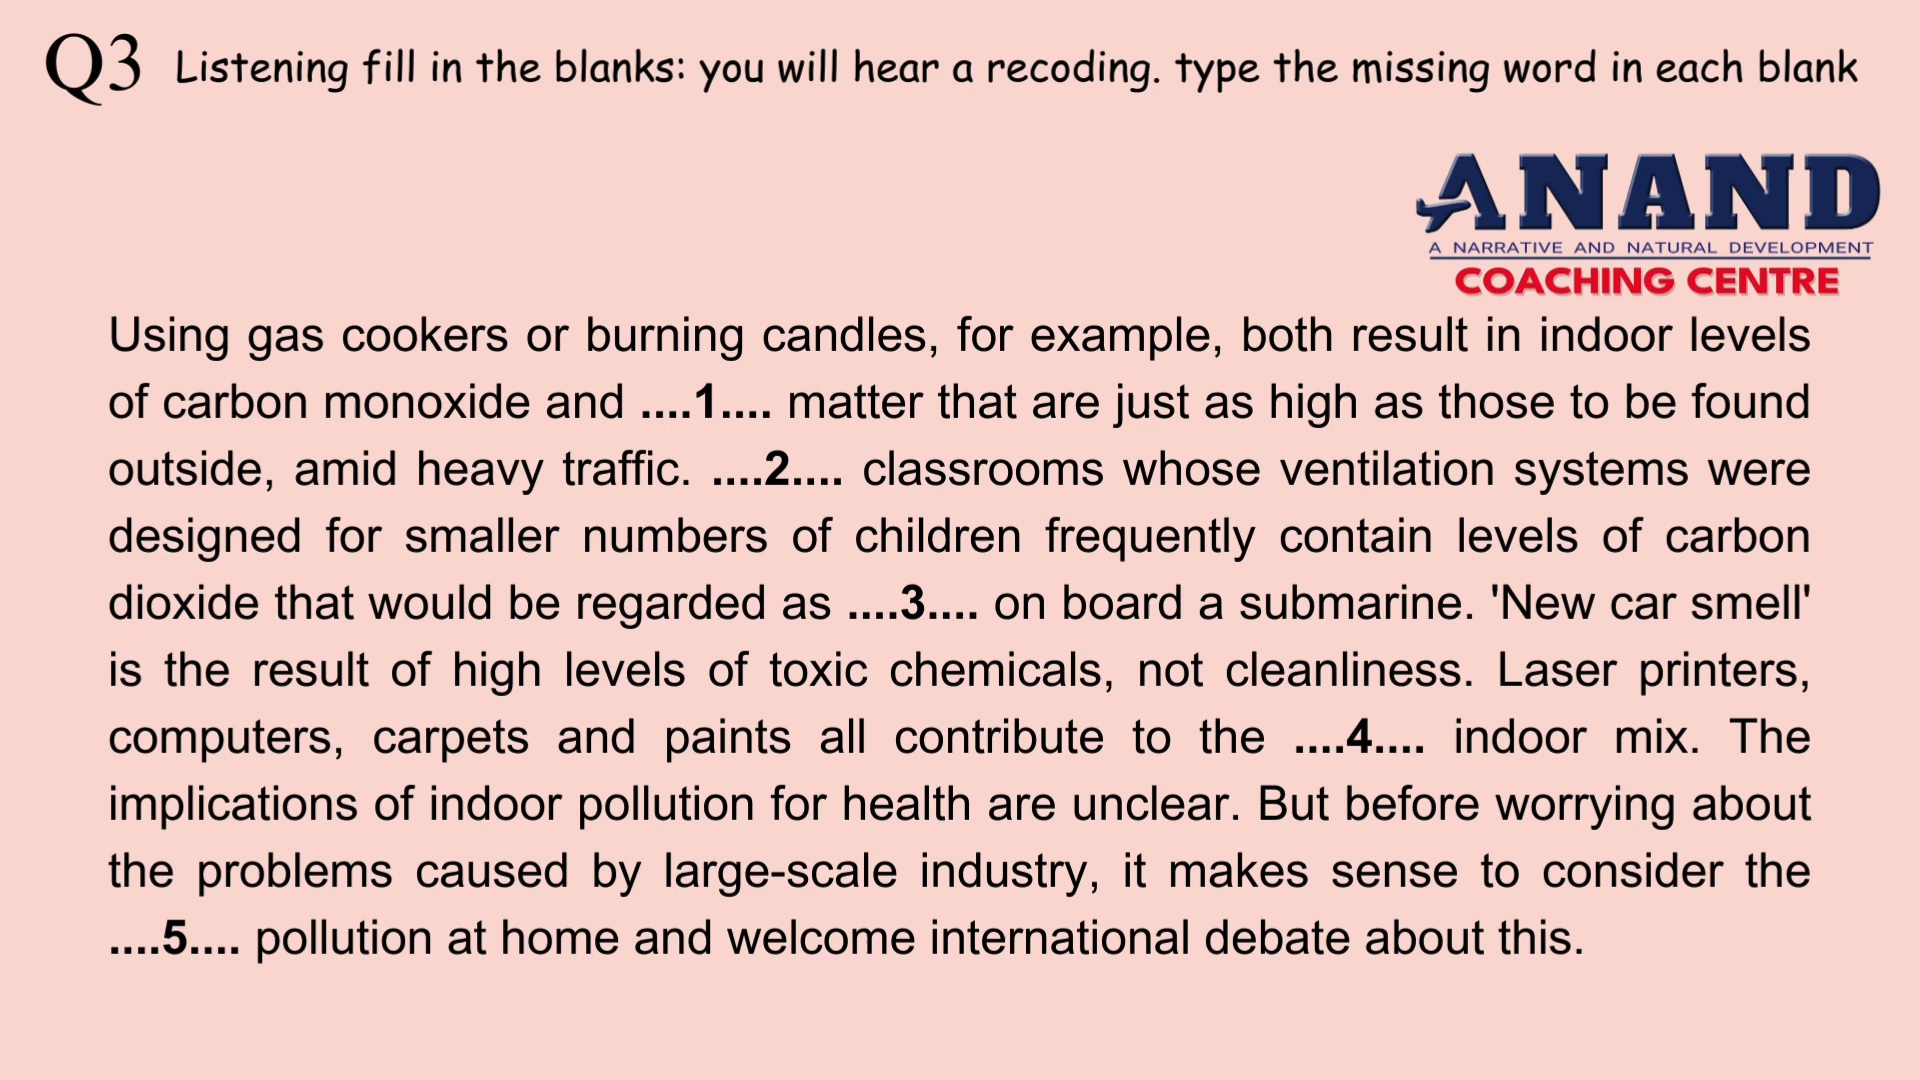 Q3 Listening fill in the blanks: you will hear a recoding. type the missing word in each blank
ANAND
A NARRATIVE AND NATURAL DEVELOPMENT
COACHING CENTRE
Using gas cookers or burning candles, for example, both result in indoor levels
of carbon monoxide and ....1.... matter that are just as high as those to be found
outside, amid heavy traffic. ....2.... classrooms whose ventilation systems were
designed for smaller numbers of children frequently contain levels of carbon
dioxide that would be regarded as ....3.... on board a submarine. 'New car smell'
is the result of high levels of toxic chemicals, not cleanliness. Laser printers,
computers, carpets and paints all contribute to the ....4.... indoor mix. The
implications of indoor pollution for health are unclear. But before worrying about
the problems caused by large-scale industry, it makes sense to consider the
....5.... pollution at home and welcome international debate about this.